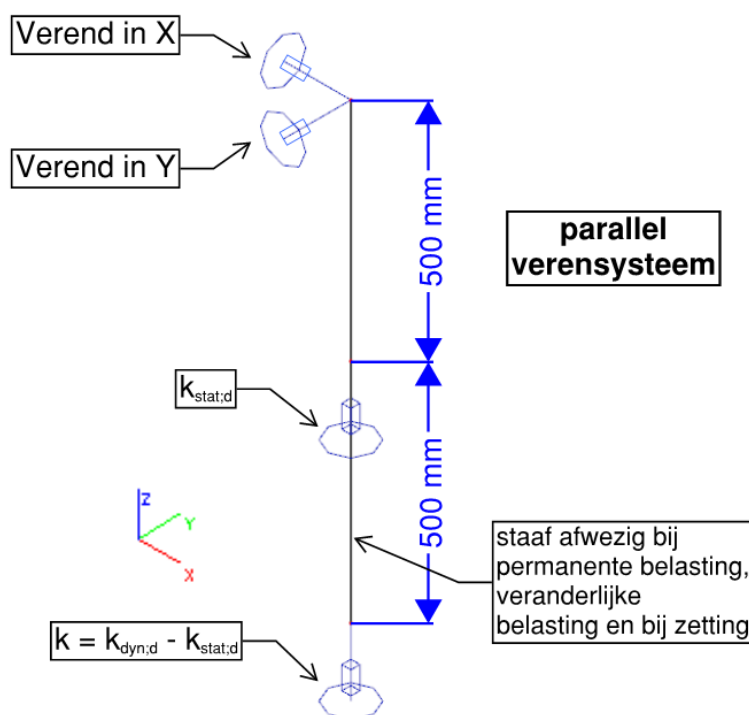 Verend in X
Verend in Y
500 mm
parallel
verensysteem
kstat;d
500 mm
Z
Y
X
staaf afwezig bij
permanente belasting,
veranderlijke
belasting en bij zetting
k = kdyn;d - kstat;d